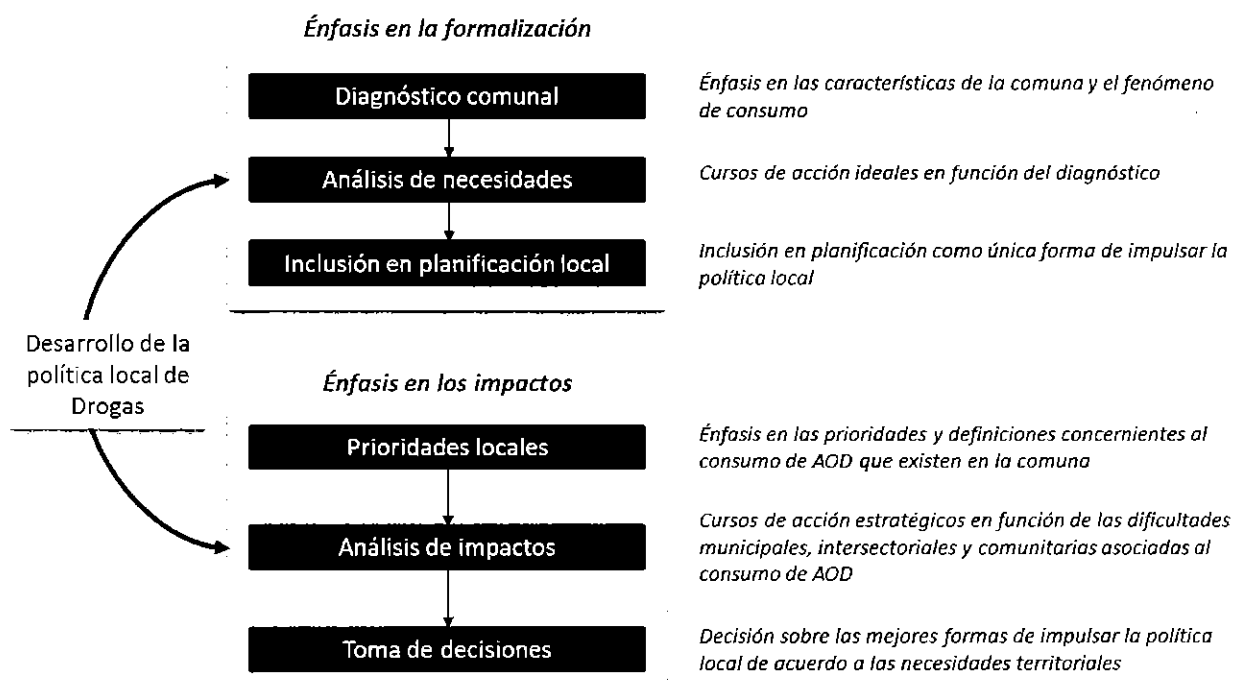 Énfasis en la formalización
Diagnóstico comunal
Énfasis en las características de la comuna y el fenómeno
de consumo
Análisis de necesidades
Cursos de acción ideales en función del diagnóstico
Inclusión en planificación local
Inclusión en planificación como única forma de impulsar la
política local
Desarrollo de la
política local de
Drogas
Énfasis en los impactos
Prioridades locales
Énfasis en las prioridades y definiciones concernientes al
consumo de AOD que existen en la comuna
Análisis de impactos
Cursos de acción estratégicos en función de las dificultades
municipales, intersectoriales y comunitarias asociadas al
consumo de AOD
Toma de decisiones
Decisión sobre las mejores formas de impulsar la política
local de acuerdo a las necesidades territoriales